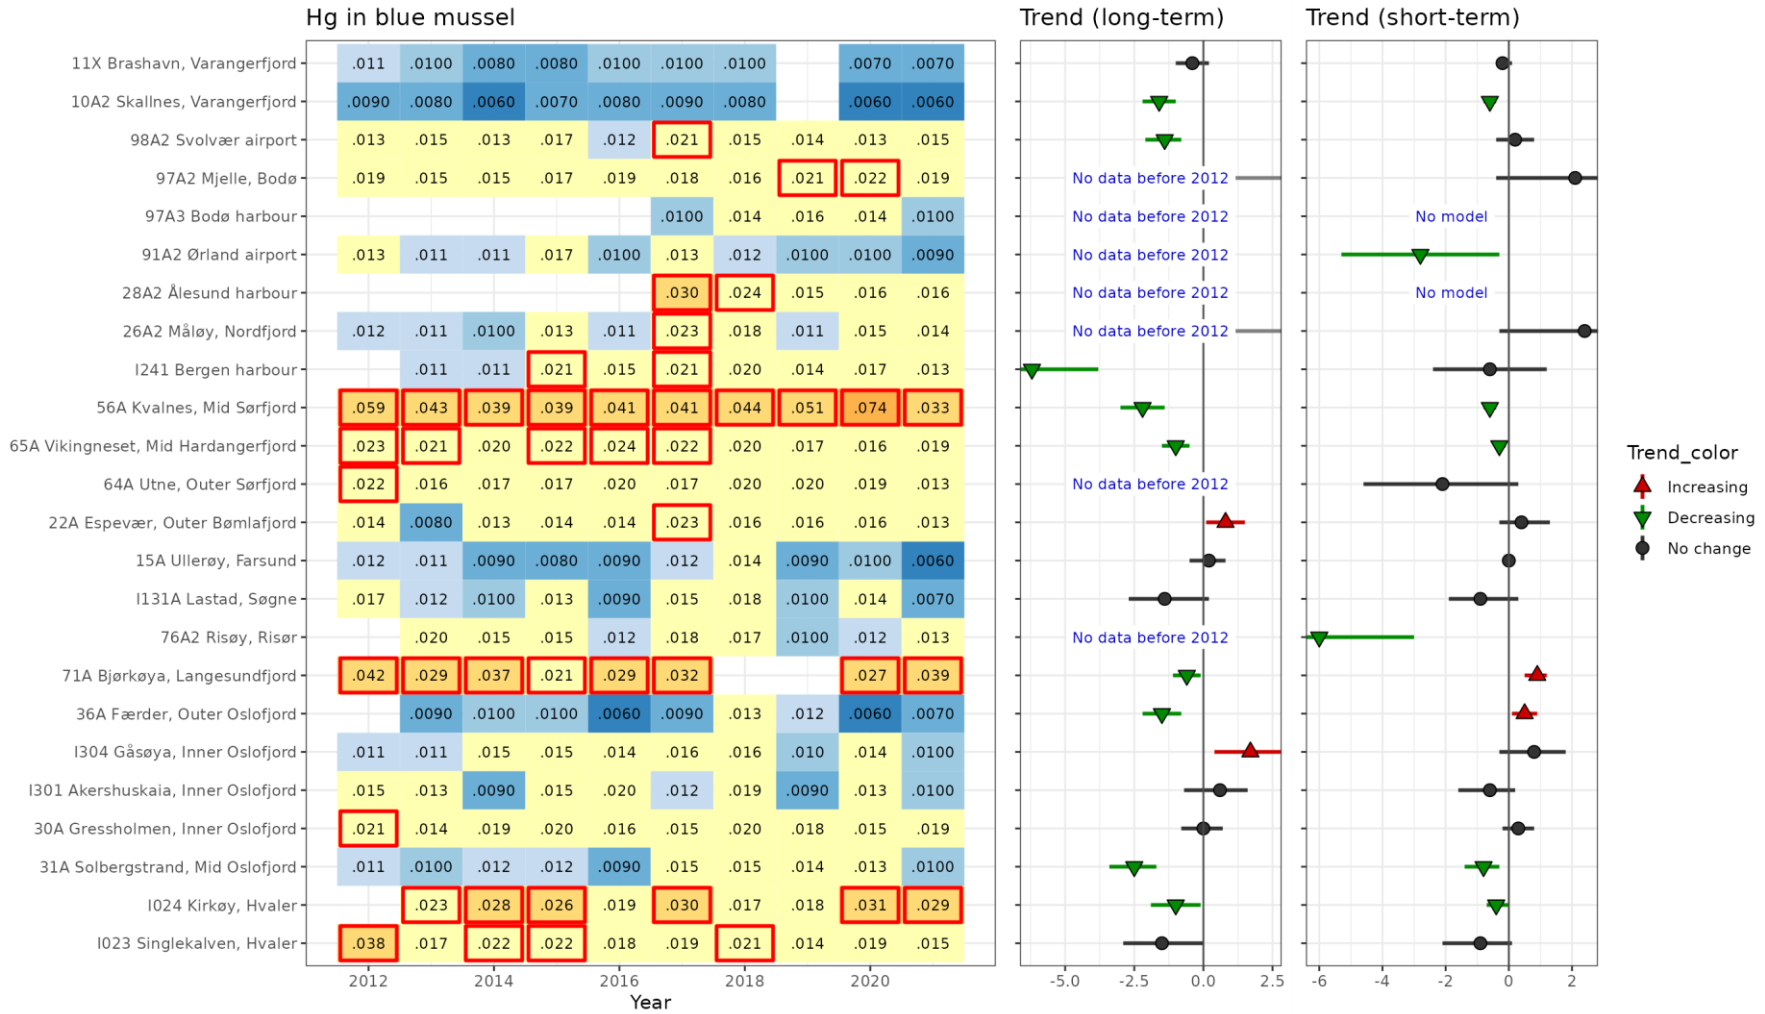 Hg in blue mussel Trend (long-term) Trend (short-term)
11X Brashavn, Varangerfjord .011 .0100 .0080 .0080 .0100 .0100 .0100 .0070 .0070
10A2 Skallnes, Varangerfjord .0090 .0080 .0060 .0070 .0080 .0090 .0080 .0060 .0060
98A2 Svolvær airport .013 .015 .013 .017 .012 .021 .015 .014 .013 .015
97A2 Mjelle, Bodø .019 .015 .015 .017 .019 .018 .016 .021 .022 .019 No data before 2012
97A3 Bodø harbour .0100 .014 .016 .014 .0100 No data before 2012 No model
91A2 Ørland airport .013 .011 .011 .017 .0100 .013 .012 .0100 .0100 .0090 No data before 2012
28A2 Ålesund harbour .030 .024 .015 .016 .016 No data before 2012 No model
26A2 Måløy, Nordfjord .012 .011 .0100 .013 .011 .023 .018 .011 .015 .014 No data before 2012
I241 Bergen harbour .011 .011 .021 .015 .021 .020 .014 .017 .013
56A Kvalnes, Mid Sørfjord .059 .043 .039 .039 .041 .041 .044 .051 .074 .033
65A Vikingneset, Mid Hardangerfjord .023 .021 .020 .022 .024 .022 .020 .017 .016 .019
64A Utne, Outer Sørfjord .022 .016 .017 .017 .020 .017 .020 .020 .019 .013 No data before 2012
22A Espevær, Outer Bømlafjord .014 .0080 .013 .014 .014 .023 .016 .016 .016 .013
15A Ullerøy, Farsund .012 .011 .0090 .0080 .0090 .012 .014 .0090 .0100 .0060
I131A Lastad, Søgne .017 .012 .0100 .013 .0090 .015 .018 .0100 .014 .0070
76A2 Risøy, Risør .020 .015 .015 .012 .018 .017 .0100 .012 .013 No data before 2012
71A Bjørkøya, Langesundfjord .042 .029 .037 .021 .029 .032 .027 .039
36A Færder, Outer Oslofjord .0090 .0100 .0100 .0060 .0090 .013 .012 .0060 .0070
I304 Gåsøya, Inner Oslofjord .011 .011 .015 .015 .014 .016 .016 .010 .014 .0100
I301 Akershuskaia, Inner Oslofjord .015 .013 .0090 .015 .020 .012 .019 .0090 .013 .0100
30A Gressholmen, Inner Oslofjord .021 .014 .019 .020 .016 .015 .020 .018 .015 .019
31A Solbergstrand, Mid Oslofjord .011 .0100 .012 .012 .0090 .015 .015 .014 .013 .0100
I024 Kirkøy, Hvaler .023 .028 .026 .019 .030 .017 .018 .031 .029
I023 Singlekalven, Hvaler .038 .017 .022 .022 .018 .019 .021 .014 .019 .015
2012 2014 2016 2018 2020 -5.0 -2.5 0.0 2.5 -6 -4 -2 0 2
Year
Trend_color
Increasing
Decreasing
No change